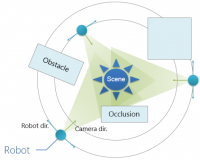 Obstacle
Scene
Occlusion
Robot dir.
Camera dir.
Robot